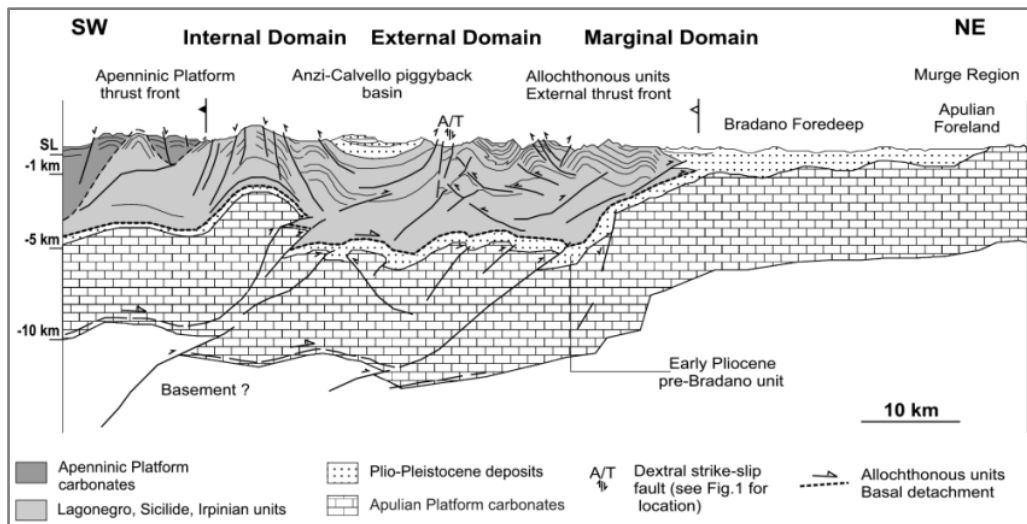 SW
NE
Internal Domain
External Domain
Marginal Domain
Apenninic Platform
thrust front
Anzi-Calvello piggyback
basin
Allochthonous units
External thrust front
Murge Region
A/T
Bradano Foredeep
Apulian
Foreland
SL
-1 km
-5 km
-10 km
Basement ?
Early Pliocene
pre-Bradano unit
10 km
Apenninic Platform
carbonates
Lagonegro, Sicilide, Irpinian units
Plio-Pleistocene deposits
Apulian Platform carbonates
A/T
Dextral strike-slip
fault (see Fig.1 for
location)
Allochthonous units
Basal detachment